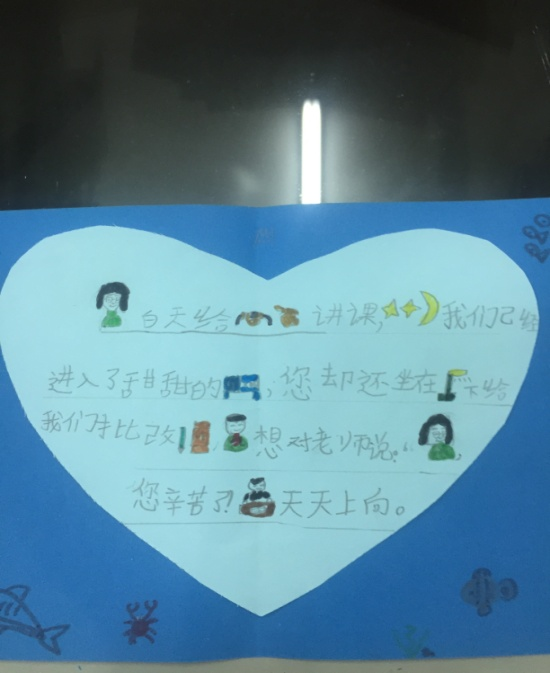 白天给讲课,我们已经
进入了甜甜的,您却还坐在下给
我们批改想对老师说:“,
您辛苦了!天天上向。